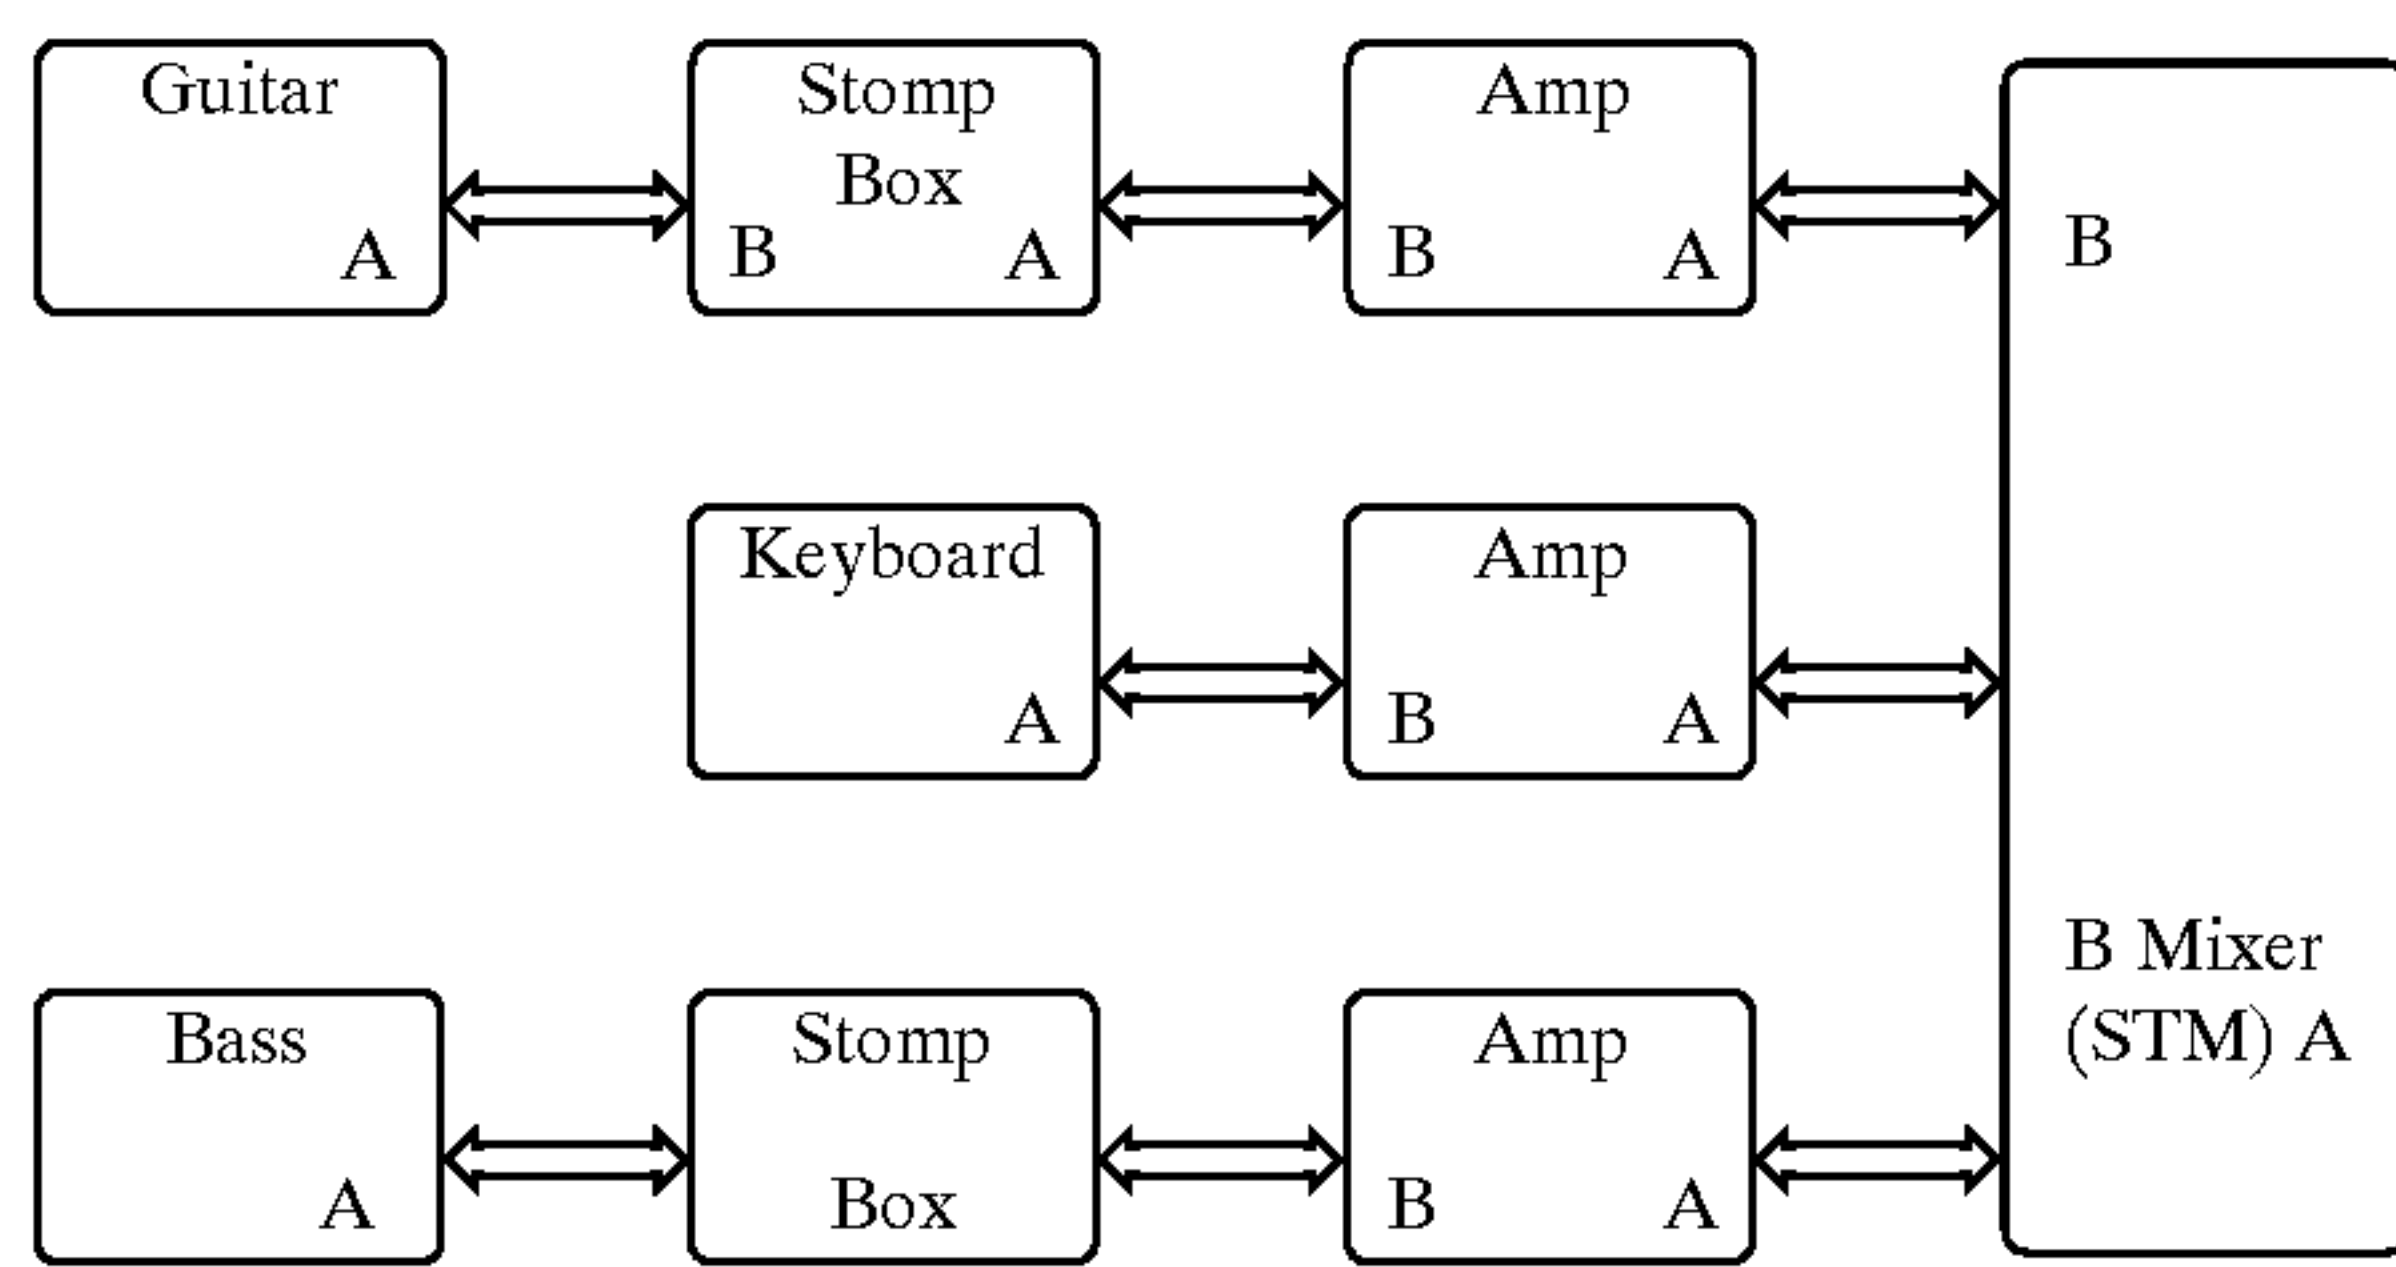 Guitar
A
Stomp
Box
B A
Amp
B A
B
Keyboard
A
Amp
B A
Bass
A
Stomp
Box
Amp
B A
B Mixer
(STM) A